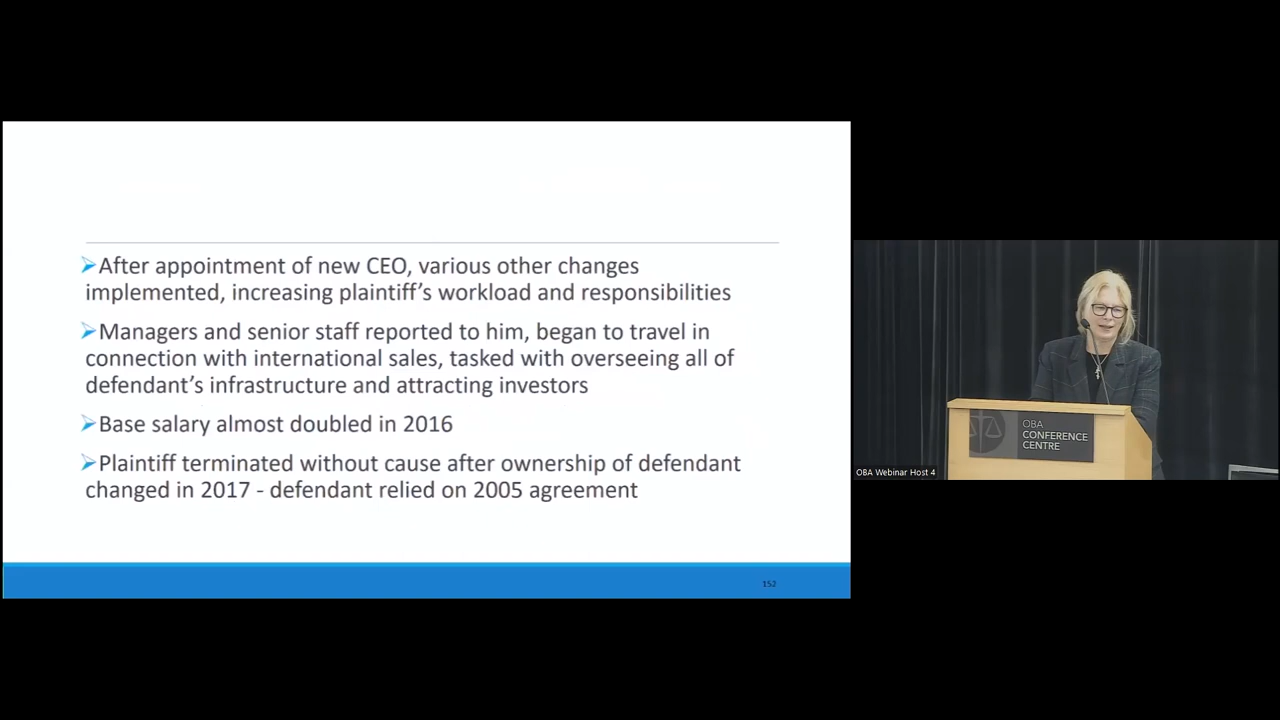 ➢After appointment of new CEO, various other changes
implemented, increasing plaintiff's workload and responsibilities
➢Managers and senior staff reported to him, began to travel in
connection with international sales, tasked with overseeing all of
defendant's infrastructure and attracting investors
➢Base salary almost doubled in 2016
➢Plaintiff terminated without cause after ownership of defendant
changed in 2017 - defendant relied on 2005 agreement
152
OBA
CONFERENCE
CENTRE
OBA Webinar Host 4